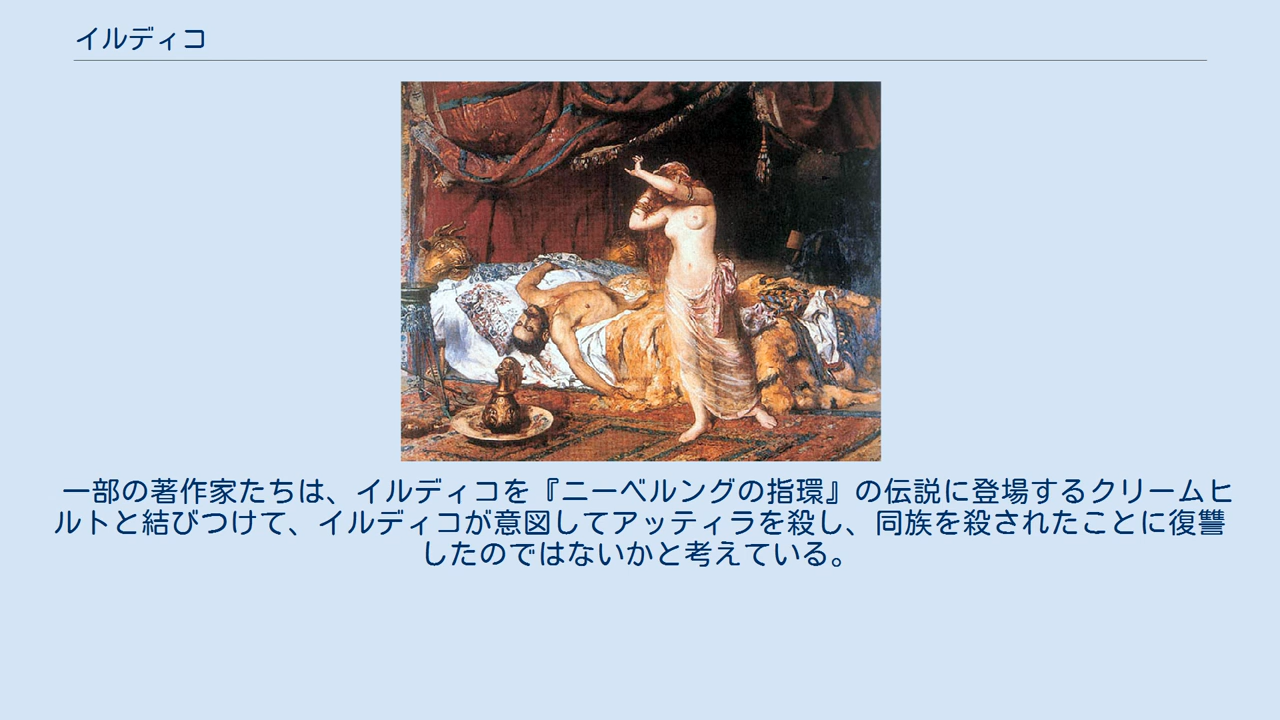 イルディコ
一部の著作家たちは、イルディコを『ニーベルングの指環』の伝説に登場するクリームヒ
ルトと結びつけて、イルディコが意図してアッティラを殺し、同族を殺されたことに復讐
したのではないかと考えている。